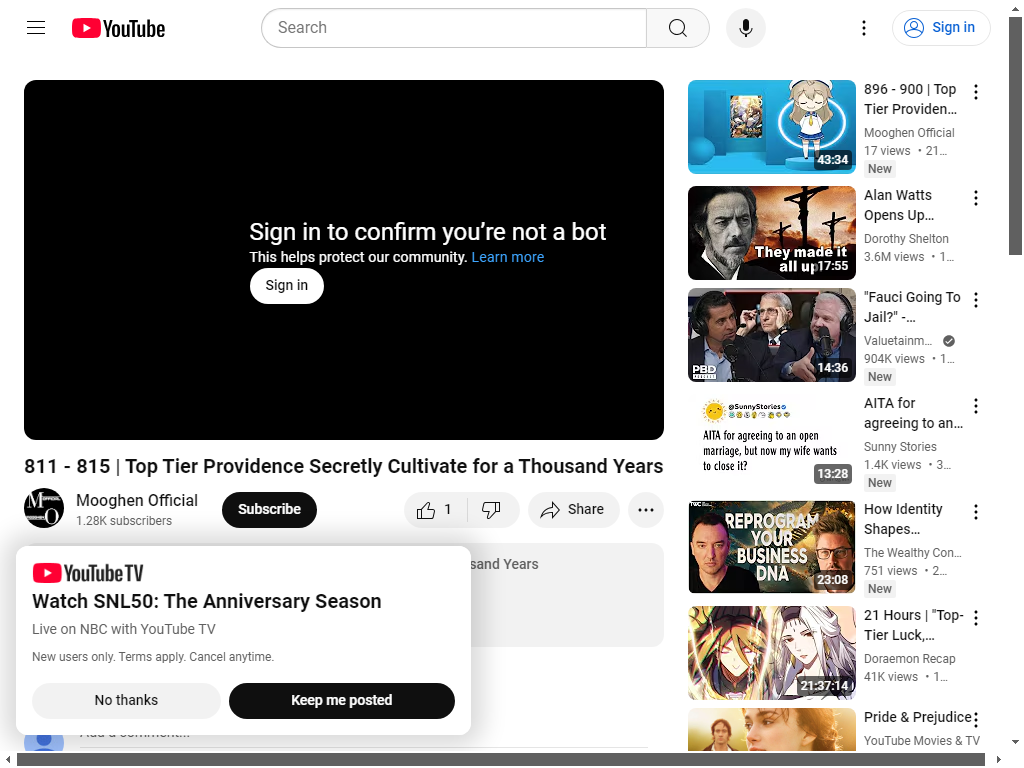 YouTube
Search
Sign in
Sign in to confirm you’re not a bot
This helps protect our community. Learn more
Sign in
811 - 815 | Top Tier Providence Secretly Cultivate for a Thousand Years
Mooghen Official
1.28K subscribers
Subscribe
1
Share
sand Years
YouTube TV
Watch SNL50: The Anniversary Season
Live on NBC with YouTube TV
New users only. Terms apply. Cancel anytime.
No thanks
Keep me posted
Add a comment...
43:34
896 - 900 | Top
Tier Providen…
Mooghen Official
17 views • 21…
New
They made it
all up
17:55
Alan Watts
Opens Up…
Dorothy Shelton
3.6M views • 1…
PBD
PODCAST
14:36
"Fauci Going To
Jail?" -…
Valuetainm…
904K views • 1…
New
@SunnyStories
AITA for agreeing to an open
marriage, but now my wife wants
to close it?
13:28
AITA for
agreeing to an…
Sunny Stories
1.4K views • 3…
New
TWC
REPROGRAM
YOUR
BUSINESS
DNA
23:08
How Identity
Shapes…
The Wealthy Con…
751 views • 2…
New
21:37:14
21 Hours | "Top-
Tier Luck,…
Doraemon Recap
41K views • 1…
Pride & Prejudice
YouTube Movies & TV